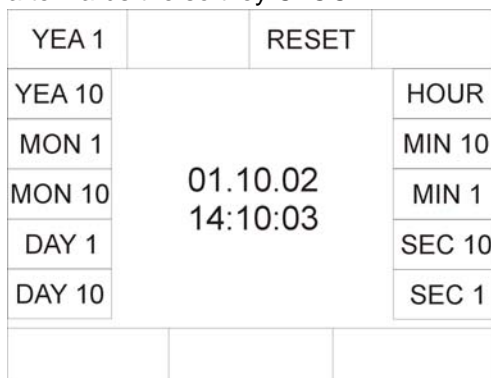 YEA 1
RESET
YEA 10
HOUR
MON 1
MIN 10
MON 10
01.10.02
14:10:03
MIN 1
DAY 1
SEC 10
DAY 10
SEC 1